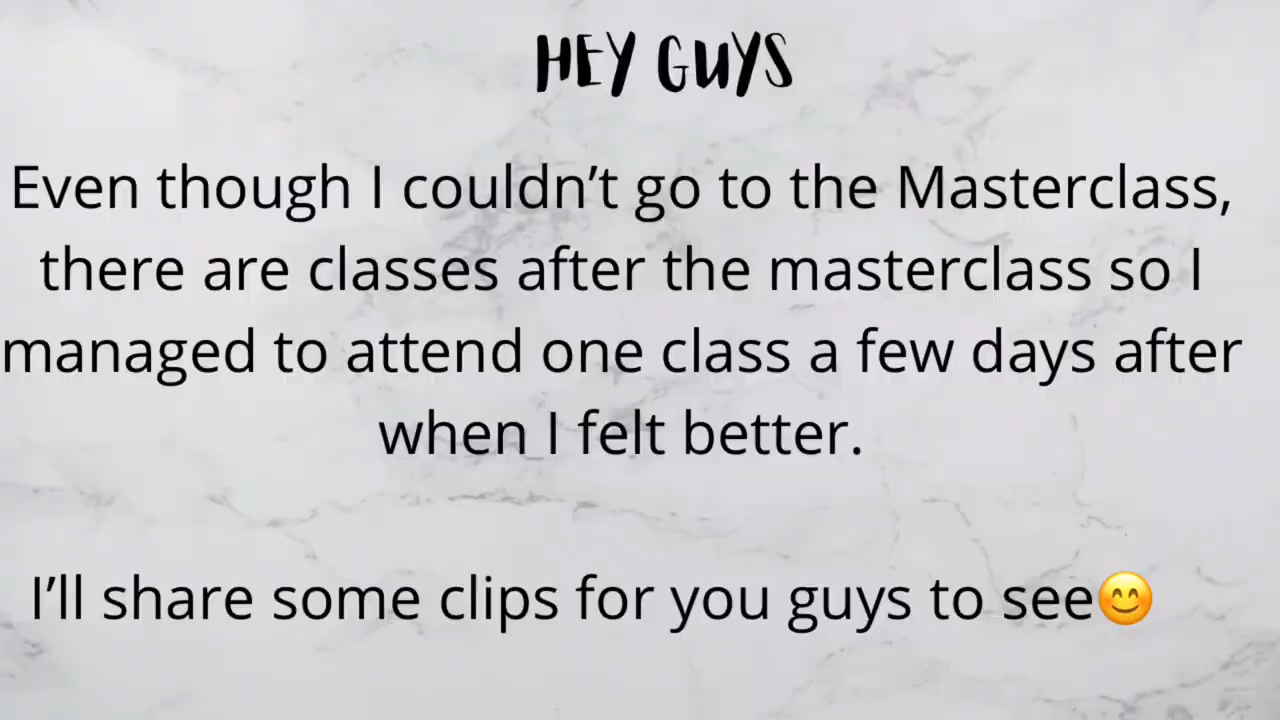 HEY GUYS
Even though I couldn’t go to the Masterclass,
there are classes after the masterclass so I
managed to attend one class a few days after
when I felt better.
I’ll share some clips for you guys to see😊